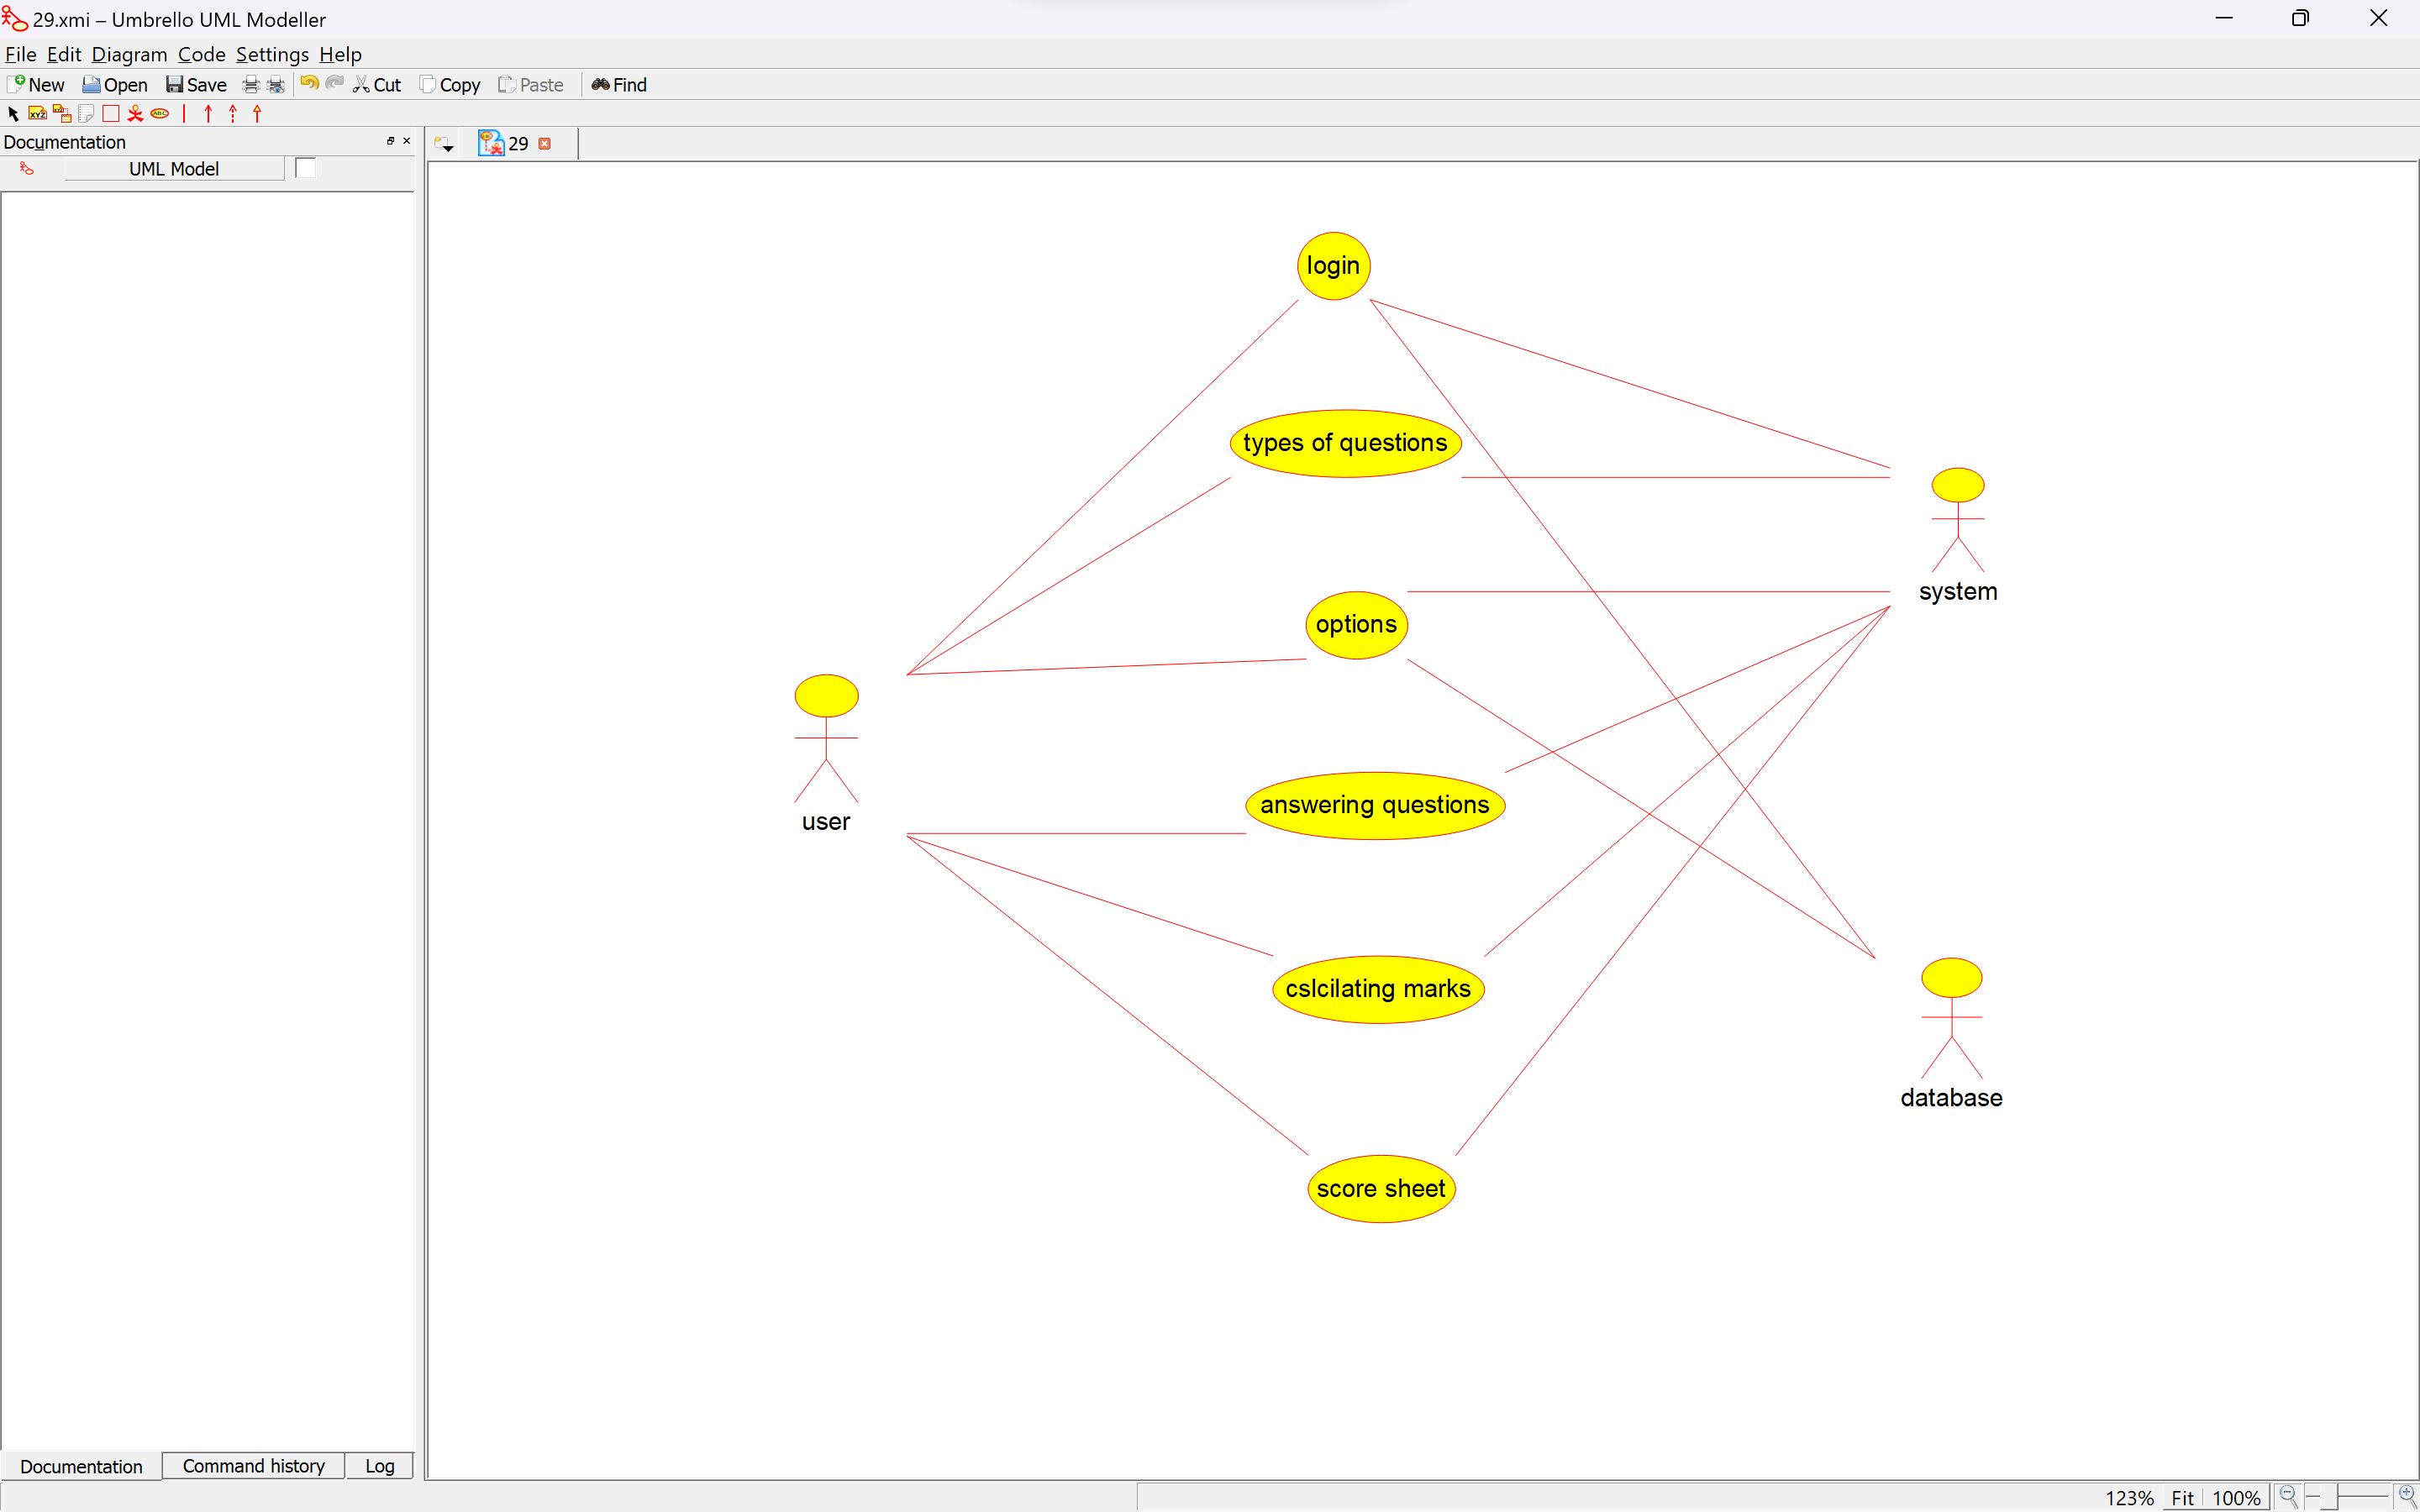 29.xmi – Umbrello UML Modeller
File Edit Diagram Code Settings Help
New Open Save Cut Copy Paste Find
Documentation
29
UML Model
login
types of questions
system
options
user
answering questions
cslcilating marks
database
score sheet
Documentation Command history Log
123% Fit 100%